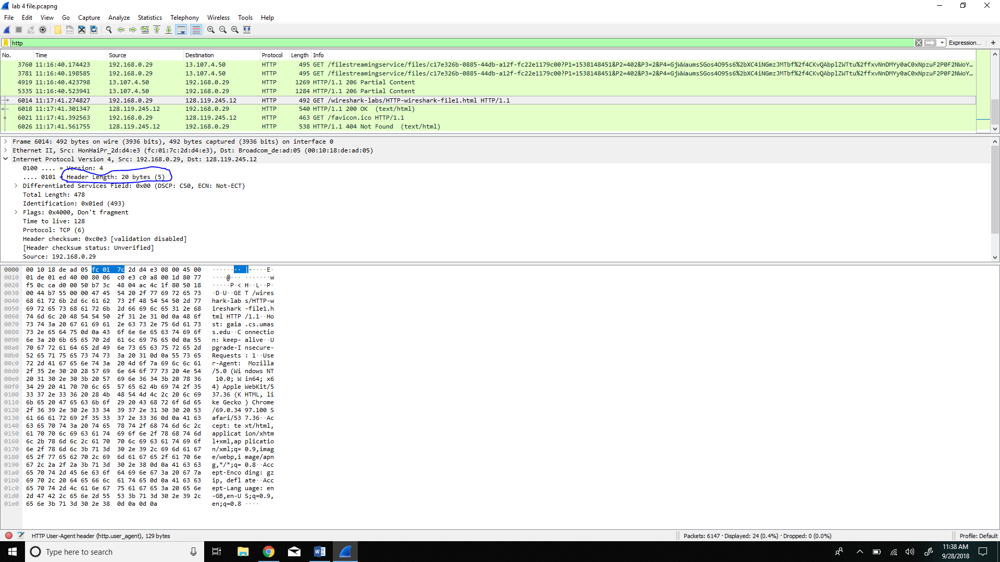 lab 4 file.pcapng
File Edit View Go Capture Analyze Statistics Telephony Wireless Tools Help
http Expression... +
No. Time Source Destination Protocol Length Info
3760 11:16:40.174423 192.168.0.29 13.107.4.50 HTTP 495 GET /filestreamingservice/files/c17e326b-0885-44db-a12f-fc22e1179c00?P1=1538148451&P2=402&P3=2&P4=GjWWaumsSGos4O95s6%2bXC4iNGmzJMTbf%2f4CKvQAbplZWTtu%2ffxvNnDMYy0aC0xNpzuF2P0F2NWoY…
3781 11:16:40.198585 192.168.0.29 13.107.4.50 HTTP 495 GET /filestreamingservice/files/c17e326b-0885-44db-a12f-fc22e1179c00?P1=1538148451&P2=402&P3=2&P4=GjWWaumsSGos4O95s6%2bXC4iNGmzJMTbf%2f4CKvQAbplZWTtu%2ffxvNnDMYy0aC0xNpzuF2P0F2NWoY…
4919 11:16:40.423798 13.107.4.50 192.168.0.29 HTTP 1269 HTTP/1.1 206 Partial Content
5335 11:16:40.523941 13.107.4.50 192.168.0.29 HTTP 1284 HTTP/1.1 206 Partial Content
6014 11:17:41.274827 192.168.0.29 128.119.245.12 HTTP 492 GET /wireshark-labs/HTTP-wireshark-file1.html HTTP/1.1
6018 11:17:41.301347 128.119.245.12 192.168.0.29 HTTP 540 HTTP/1.1 200 OK (text/html)
6021 11:17:41.392563 192.168.0.29 128.119.245.12 HTTP 463 GET /favicon.ico HTTP/1.1
6026 11:17:41.561755 128.119.245.12 192.168.0.29 HTTP 538 HTTP/1.1 404 Not Found (text/html)
Frame 6014: 492 bytes on wire (3936 bits), 492 bytes captured (3936 bits) on interface 0
Ethernet II, Src: HonHaiPr_2d:d4:e3 (fc:01:7c:2d:d4:e3), Dst: Broadcom_de:ad:05 (00:10:18:de:ad:05)
Internet Protocol Version 4, Src: 192.168.0.29, Dst: 128.119.245.12
0100 .... = Version: 4
.... 0101 = Header Length: 20 bytes (5)
Differentiated Services Field: 0x00 (DSCP: CS0, ECN: Not-ECT)
Total Length: 478
Identification: 0x01ed (493)
Flags: 0x4000, Don't fragment
Time to live: 128
Protocol: TCP (6)
Header checksum: 0xc0e3 [validation disabled]
[Header checksum status: Unverified]
Source: 192.168.0.29
0000 00 10 18 de ad 05 fc 01 7c 2d d4 e3 08 00 45 00 ········|-····E·
0010 01 de 01 ed 40 00 80 06 c0 e3 c0 a8 00 1d 80 77 ····@··· ·······w
0020 f5 0c ca d0 00 50 b7 3c 48 04 ac 4c 1f 80 50 18 ·····P·< H··L··P·
0030 00 44 b7 55 00 00 47 45 54 20 2f 77 69 72 65 73 ·D·U··GE T /wires
0040 68 61 72 6b 2d 6c 61 62 73 2f 48 54 54 50 2d 77 hark-lab s/HTTP-w
0050 69 72 65 73 68 61 72 6b 2d 66 69 6c 65 31 2e 68 ireshark -file1.h
0060 74 6d 6c 20 48 54 54 50 2f 31 2e 31 0d 0a 48 6f tml HTTP /1.1··Ho
0070 73 74 3a 20 67 61 69 61 2e 63 73 2e 75 6d 61 73 st: gaia .cs.umas
0080 73 2e 65 64 75 0d 0a 43 6f 6e 6e 65 63 74 69 6f s.edu··C onnectio
0090 6e 3a 20 6b 65 65 70 2d 61 6c 69 76 65 0d 0a 55 n: keep- alive··U
00a0 70 67 72 61 64 65 2d 49 6e 73 65 63 75 72 65 2d pgrade-I nsecure-
00b0 52 65 71 75 65 73 74 73 3a 20 31 0d 0a 55 73 65 Requests : 1··Use
00c0 72 2d 41 67 65 6e 74 3a 20 4d 6f 7a 69 6c 6c 61 r-Agent: Mozilla
00d0 2f 35 2e 30 20 28 57 69 6e 64 6f 77 73 20 4e 54 /5.0 (Wi ndows NT
00e0 20 31 30 2e 30 3b 20 57 69 6e 36 34 3b 20 78 36 10.0; W in64; x6
00f0 34 29 20 41 70 70 6c 65 57 65 62 4b 69 74 2f 35 4) Apple WebKit/5
0100 33 37 2e 33 36 20 28 4b 48 54 4d 4c 2c 20 6c 69 37.36 (K HTML, li
0110 6b 65 20 47 65 63 6b 6f 29 20 43 68 72 6f 6d 65 ke Gecko ) Chrome
0120 2f 36 39 2e 30 2e 33 34 39 37 2e 31 30 30 20 53 /69.0.34 97.100 S
0130 61 66 61 72 69 2f 35 33 37 2e 33 36 0d 0a 41 63 afari/53 7.36··Ac
0140 63 65 70 74 3a 20 74 65 78 74 2f 68 74 6d 6c 2c cept: te xt/html,
0150 61 70 70 6c 69 63 61 74 69 6f 6e 2f 78 68 74 6d applicat ion/xhtm
0160 6c 2b 78 6d 6c 2c 61 70 70 6c 69 63 61 74 69 6f l+xml,ap plicatio
0170 6e 2f 78 6d 6c 3b 71 3d 30 2e 39 2c 69 6d 61 67 n/xml;q= 0.9,imag
0180 65 2f 77 65 62 70 2c 69 6d 61 67 65 2f 61 70 6e e/webp,i mage/apn
0190 67 2c 2a 2f 2a 3b 71 3d 30 2e 38 0d 0a 41 63 63 g,*/*;q= 0.8··Acc
01a0 65 70 74 2d 45 6e 63 6f 64 69 6e 67 3a 20 67 7a ept-Enco ding: gz
01b0 69 70 2c 20 64 65 66 6c 61 74 65 0d 0a 41 63 63 ip, defl ate··Acc
01c0 65 70 74 2d 4c 61 6e 67 75 61 67 65 3a 20 65 6e ept-Lang uage: en
01d0 2d 47 42 2c 65 6e 2d 55 53 3b 71 3d 30 2e 39 2c -GB,en-U S;q=0.9,
01e0 65 6e 3b 71 3d 30 2e 38 0d 0a 0d 0a en;q=0.8 ····
HTTP User-Agent header (http.user_agent), 129 bytes Packets: 6147 · Displayed: 24 (0.4%) · Dropped: 0 (0.0%) Profile: Default
Type here to search 11:38 AM
9/28/2018